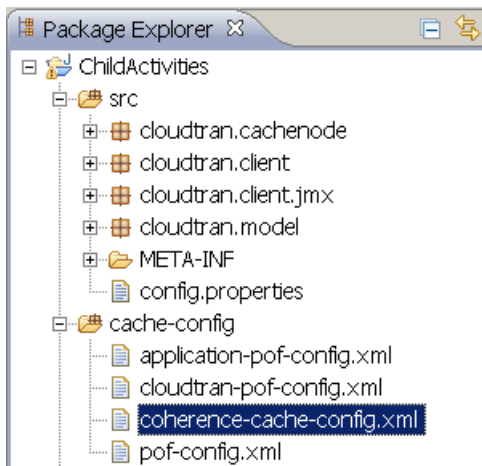 Package Explorer
ChildActivities
src
cloudtran.cachenode
cloudtran.client
cloudtran.client.jmx
cloudtran.model
META-INF
config.properties
cache-config
application-pof-config.xml
cloudtran-pof-config.xml
coherence-cache-config.xml
pof-config.xml